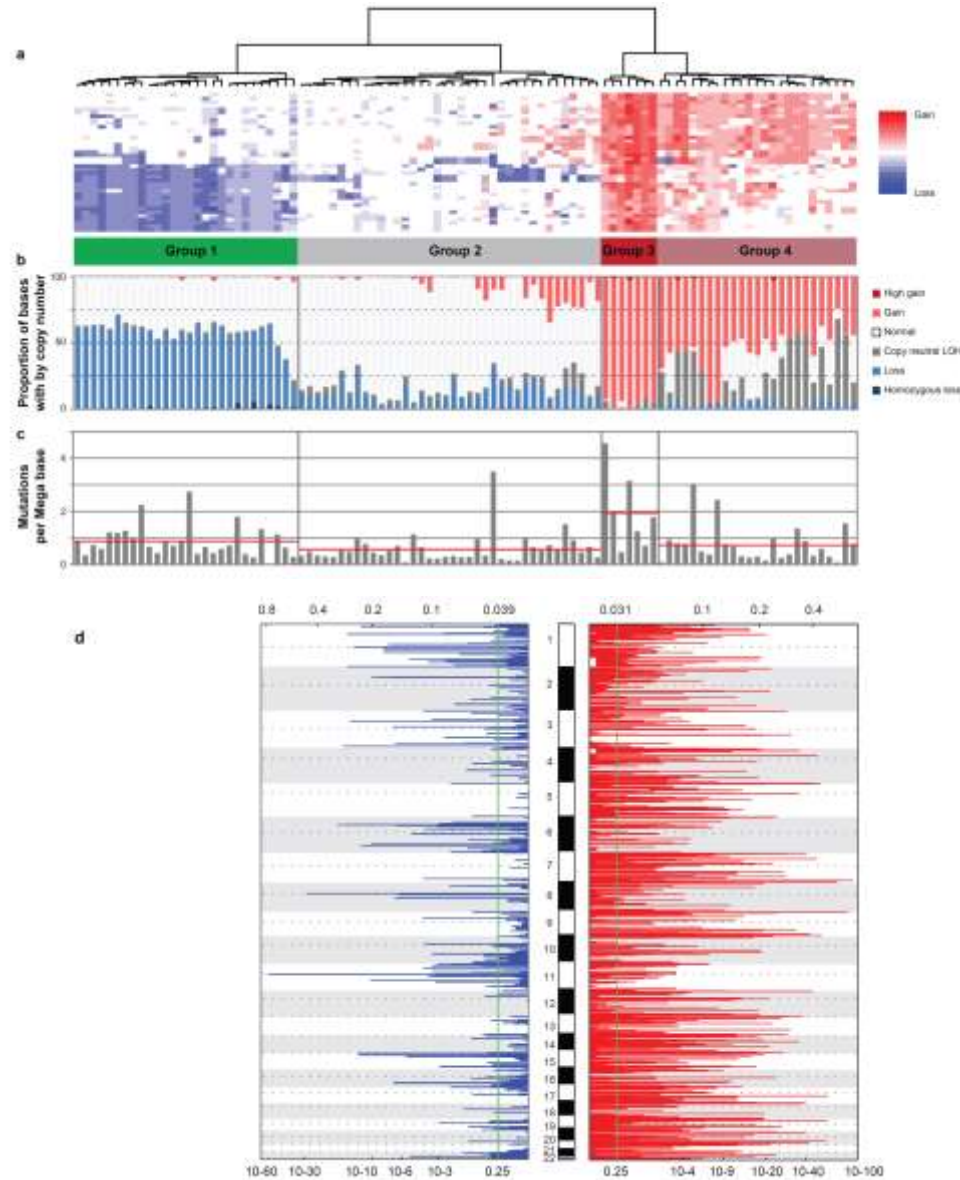 a
Gain
Loss
Group 1 Group 2 Group 3 Group 4
b
Proportion of bases
with by copy number
100
50
0
High gain
Gain
Normal
Copy neutral LOH
Loss
Homozygous loss
c
Mutations
per Mega base
4
2
0
d
0.8 0.4 0.2 0.1 0.039 0.031 0.1 0.2 0.4
1
2
3
4
5
6
7
8
9
10
11
12
13
14
15
16
17
18
19
20
22
10-60 10-30 10-10 10-6 10-3 0.25 0.25 10-4 10-9 10-20 10-40 10-100